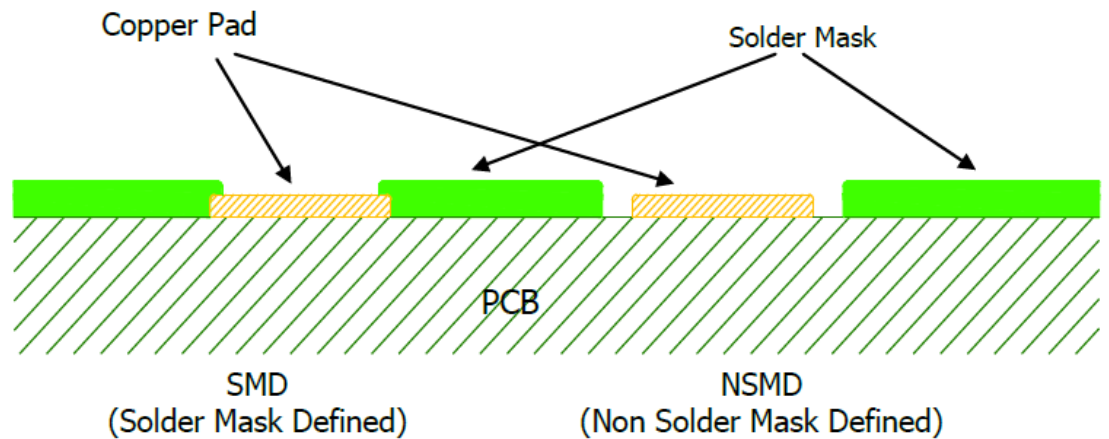 Copper Pad
Solder Mask
PCB
SMD
(Solder Mask Defined)
NSMD
(Non Solder Mask Defined)